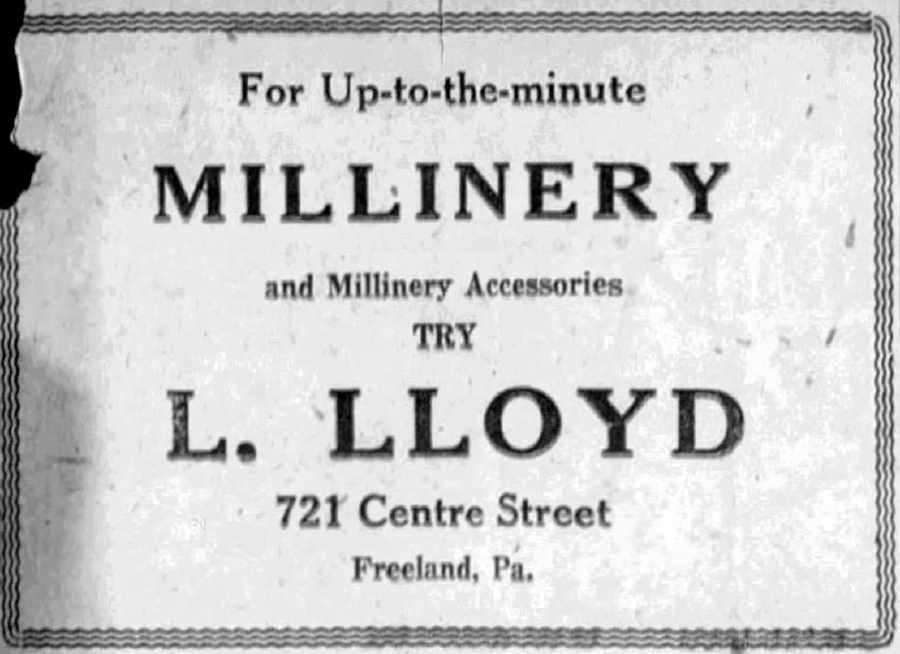 For Up-to-the-minute
MILLINERY
and Millinery Accessories
TRY
L. LLOYD
721 Centre Street
Freeland, Pa.